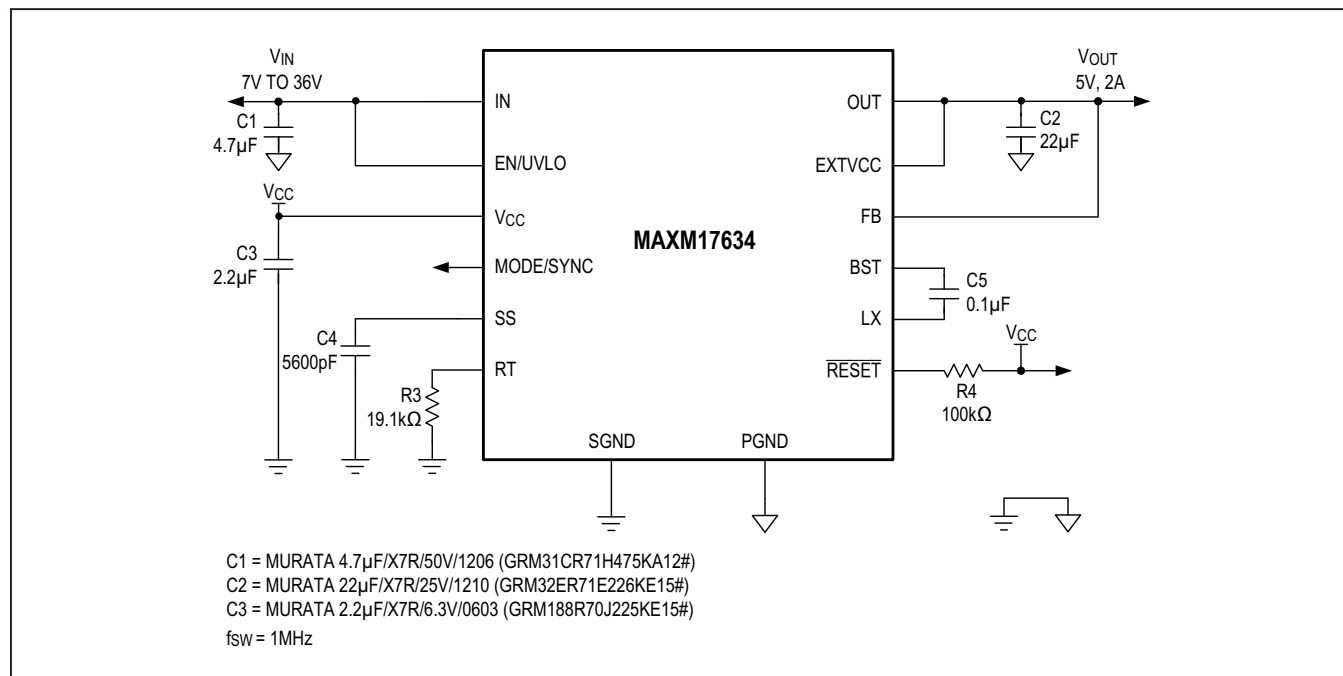 VIN
7V TO 36V
C1
4.7µF
VCC
C3
2.2µF
C4
5600pF
R3
19.1kΩ
IN
EN/UVLO
VCC
MODE/SYNC
SS
RT
MAXM17634
SGND
PGND
OUT
EXTVCC
FB
BST
LX
RESET
VOUT
5V, 2A
C2
22µF
C5
0.1µF
VCC
R4
100kΩ
C1 = MURATA 4.7µF/X7R/50V/1206 (GRM31CR71H475KA12#)
C2 = MURATA 22µF/X7R/25V/1210 (GRM32ER71E226KE15#)
C3 = MURATA 2.2µF/X7R/6.3V/0603 (GRM188R70J225KE15#)
fSW = 1MHz